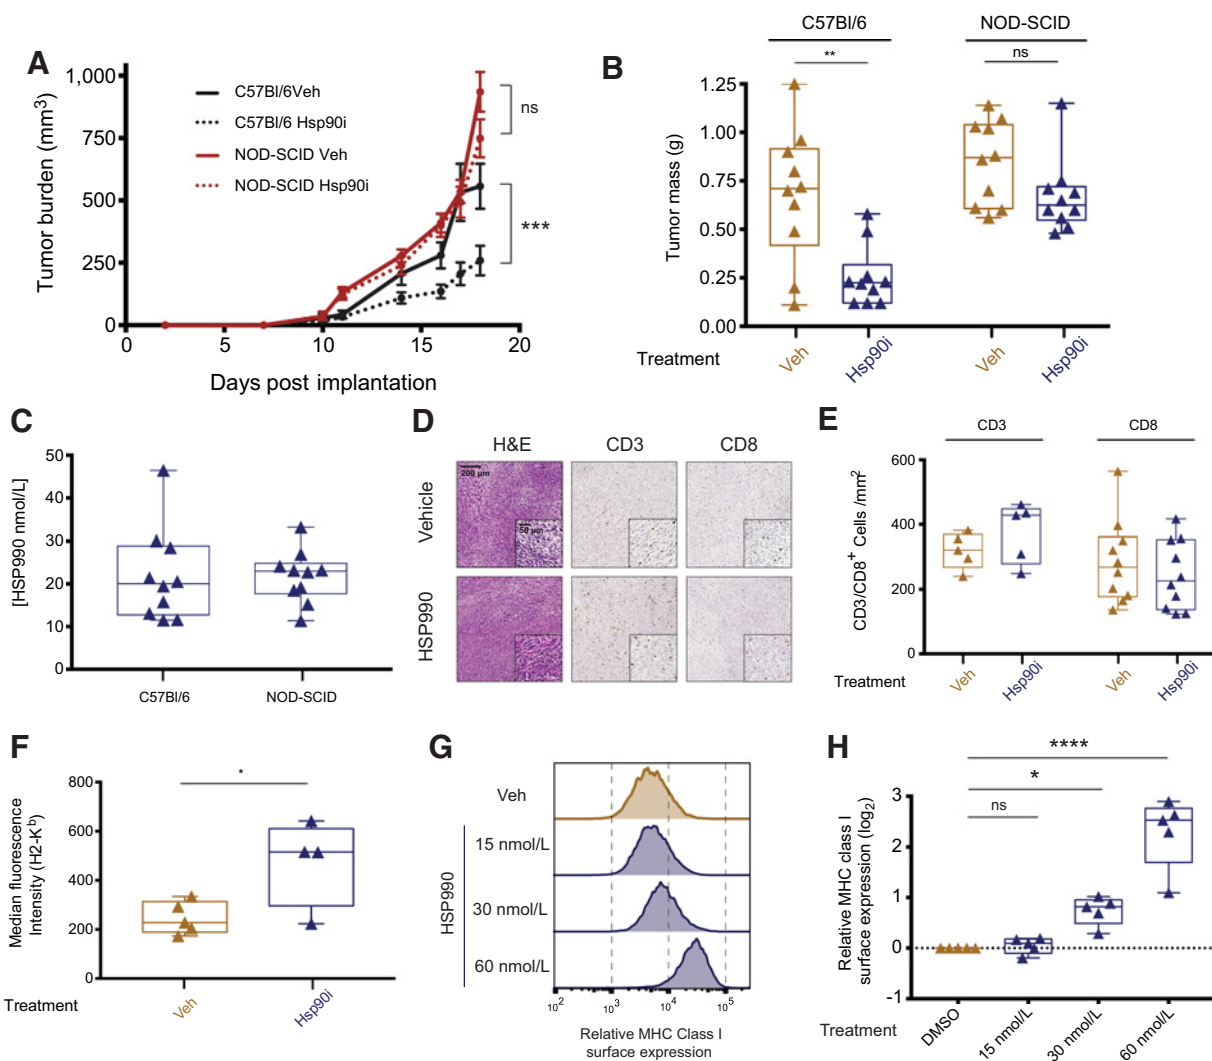 A
1,000
750
500
250
0
Tumor burden (mm3)
C57Bl/6Veh
C57Bl/6 Hsp90i
NOD-SCID Veh
NOD-SCID Hsp90i
ns
***
0
5
10
15
20
Days post implantation
B
C57Bl/6
NOD-SCID
**
ns
1.25
1.00
0.75
0.50
0.25
0.00
Tumor mass (g)
Treatment
Veh
Hsp90i
Veh
Hsp90i
C
50
40
30
20
10
0
[HSP990 nmol/L]
C57Bl/6
NOD-SCID
D
H&E
CD3
CD8
Vehicle
HSP990
200 µm
50 µm
E
CD3
CD8
600
400
200
0
CD3/CD8+ Cells /mm2
Treatment
Veh
Hsp90i
Veh
Hsp90i
F
*
800
600
400
200
0
Median fluorescence
Intensity (H2-Kb)
Treatment
Veh
Hsp90i
G
Veh
15 nmol/L
30 nmol/L
60 nmol/L
HSP990
102
103
104
105
Relative MHC Class I
surface expression
H
****
*
ns
3
2
1
0
-1
Relative MHC class I
surface expression (log2)
Treatment
DMSO
15 nmol/L
30 nmol/L
60 nmol/L